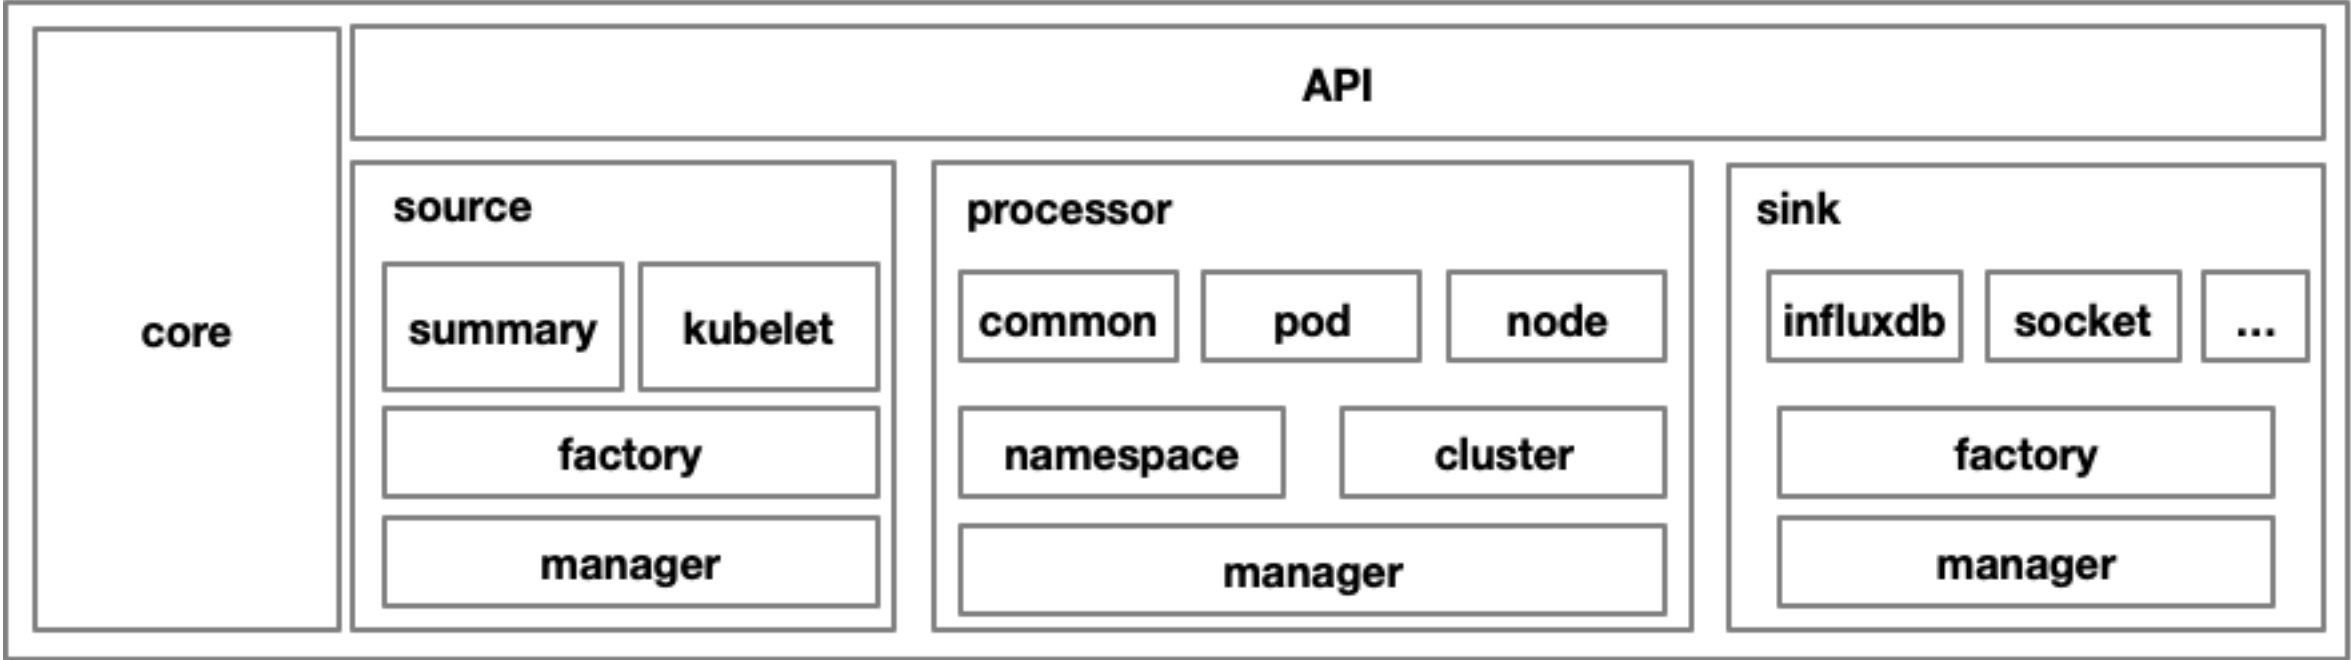 core
API
source
summary
kubelet
factory
manager
processor
common
pod
node
namespace
cluster
manager
sink
influxdb
socket
...
factory
manager